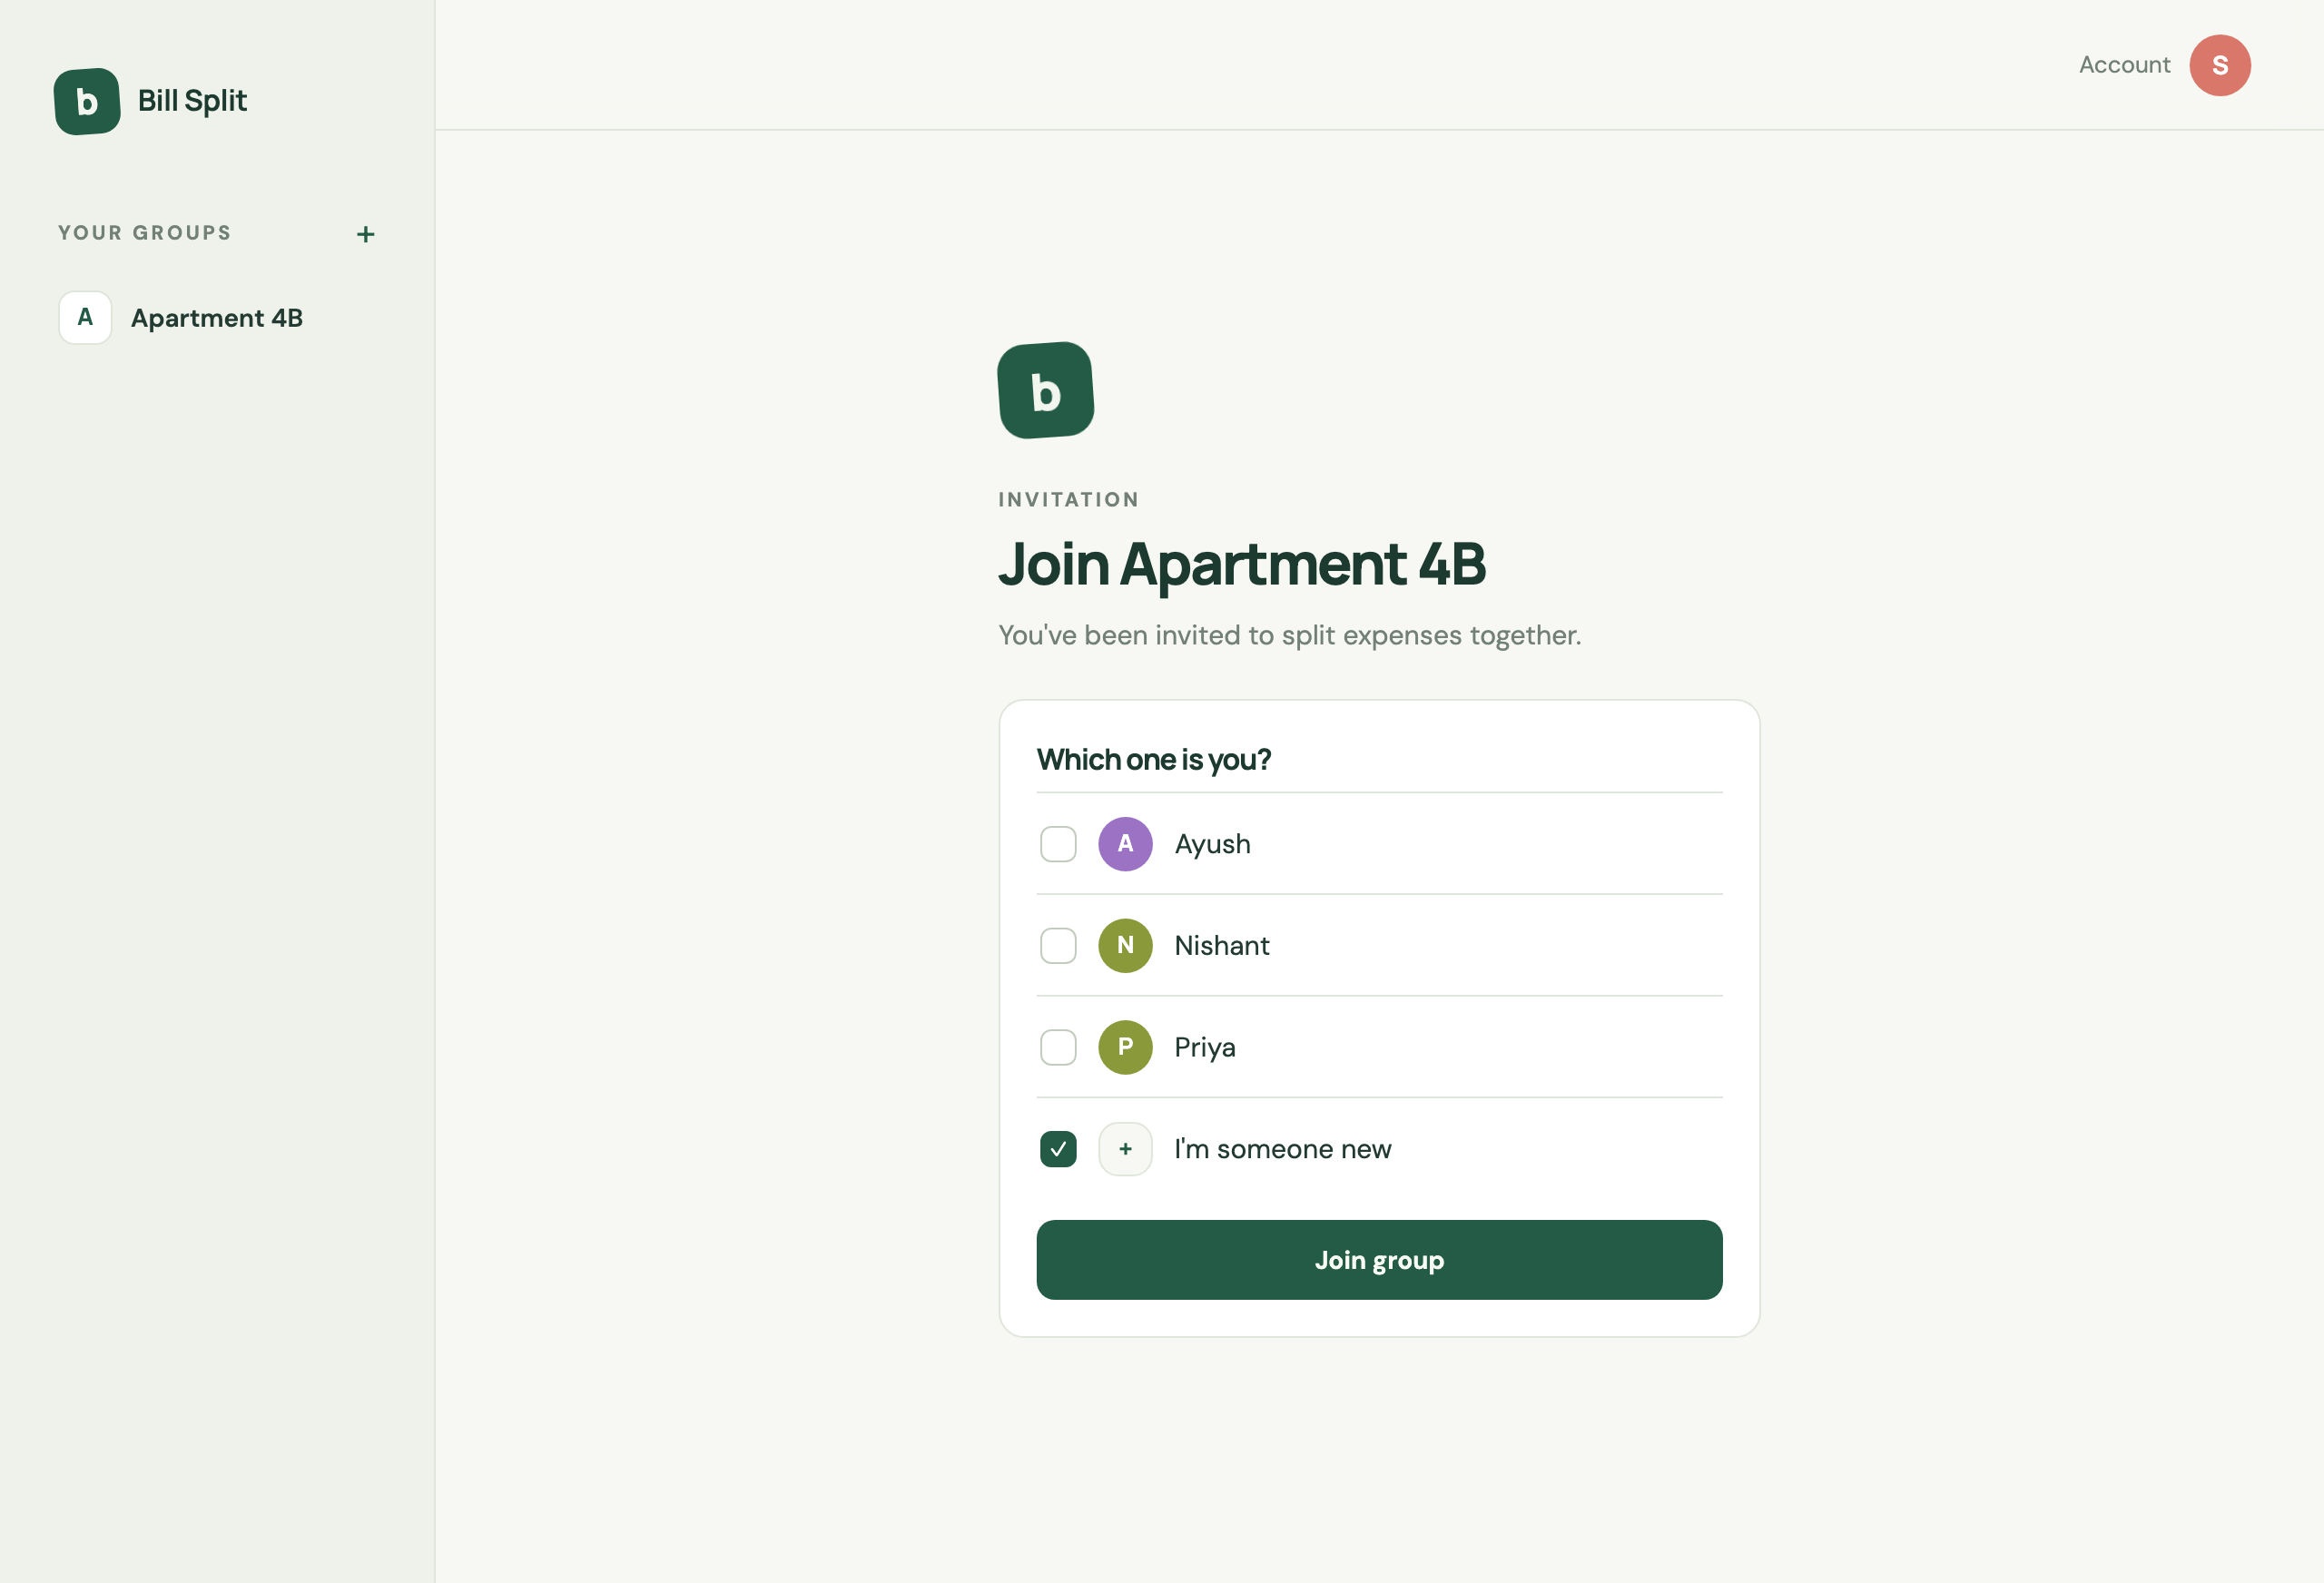 b Bill Split
YOUR GROUPS +
A Apartment 4B
Account S
b
INVITATION
Join Apartment 4B
You've been invited to split expenses together.
Which one is you?
A Ayush
N Nishant
P Priya
+ I'm someone new
Join group